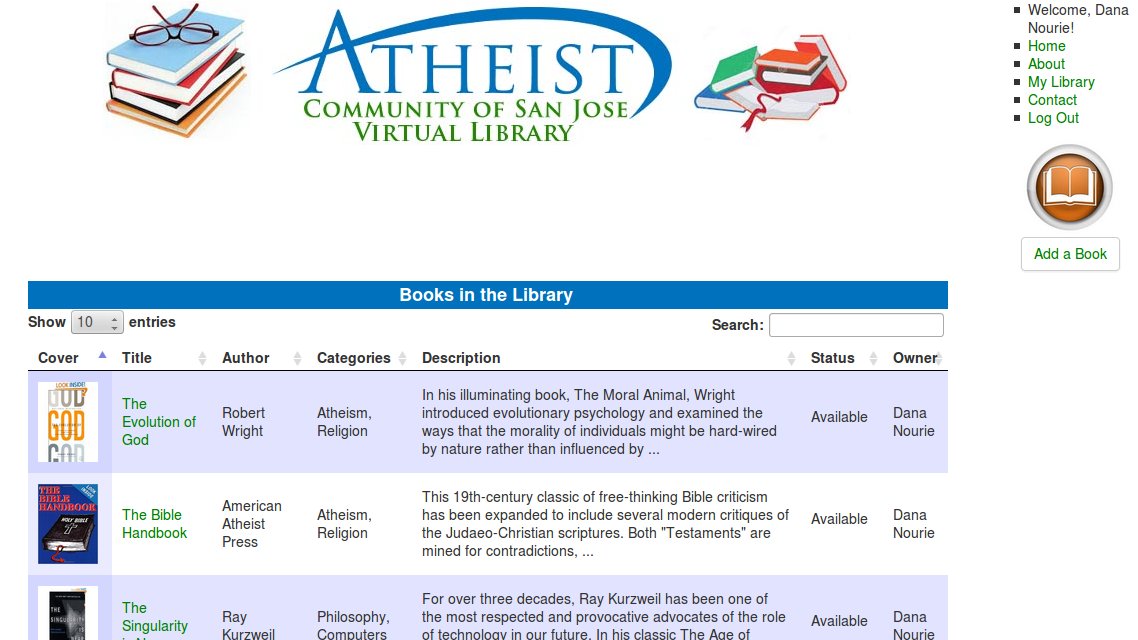 ATHEIST
COMMUNITY OF SAN JOSE
VIRTUAL LIBRARY
Welcome, Dana
Nourie!
Home
About
My Library
Contact
Log Out
Add a Book
Books in the Library
Show 10 entries
Search:
Cover Title Author Categories Description Status Owner
LOOK INSIDE!
GOD
GOD
GOD
The
Evolution of
God
Robert
Wright
Atheism,
Religion
In his illuminating book, The Moral Animal, Wright
introduced evolutionary psychology and examined the
ways that the morality of individuals might be hard-wired
by nature rather than influenced by ...
Available
Dana
Nourie
THE
BIBLE
HANDBOOK
LOOK
INSIDE!
HOLY BIBLE
The Bible
Handbook
American
Atheist
Press
Atheism,
Religion
This 19th-century classic of free-thinking Bible criticism
has been expanded to include several modern critiques of
the Judaeo-Christian scriptures. Both "Testaments" are
mined for contradictions, ...
Available
Dana
Nourie
THE
SINGULARITY
The
Singularity
Ray
Kurzweil
Philosophy,
Computers
For over three decades, Ray Kurzweil has been one of
the most respected and provocative advocates of the role
of technology in our future. In his classic The Age of
Available
Dana
Nourie